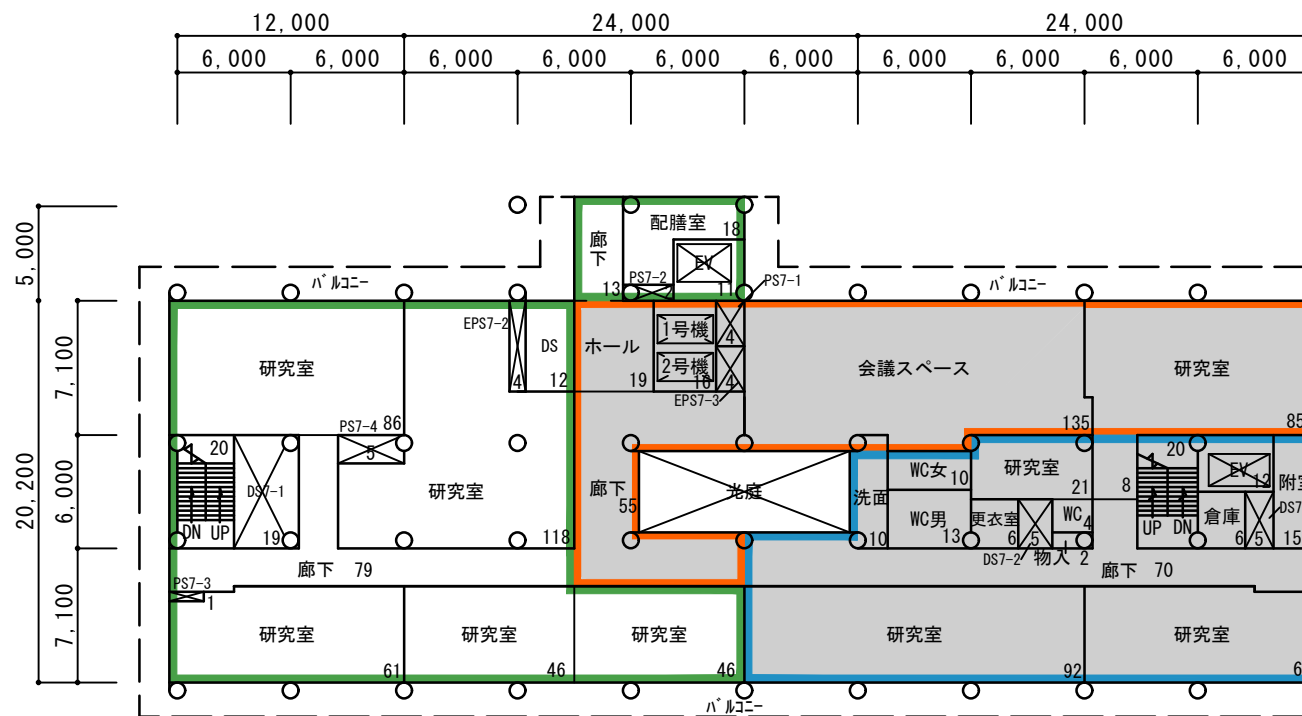 12,000 24,000 24,000
6,000 6,000 6,000 6,000 6,000 6,000 6,000 6,000 6,000 6,000
5,000
20,200
7,100
6,000
7,100
配膳室
18
廊下
EV
PS7-2
13
11
PS7-1
バルコニー
バルコニー
EPS7-2
DS
ホール
1号機
2号機
4
4
4
12
19
16
EPS7-3
研究室
会議スペース
研究室
86
135
85
PS7-4
5
20
DS7-1
DN UP
19
研究室
118
廊下
55
光庭
洗面
10
WC女
10
WC男
13
研究室
21
更衣室
6
5
WC
4
DS7-2
物入 2
8
20
UP DN
EV
12
倉庫
6
5
DS7
15
廊下 79
廊下 70
PS7-3
1
研究室
61
研究室
46
研究室
46
研究室
92
研究室
バルコニー